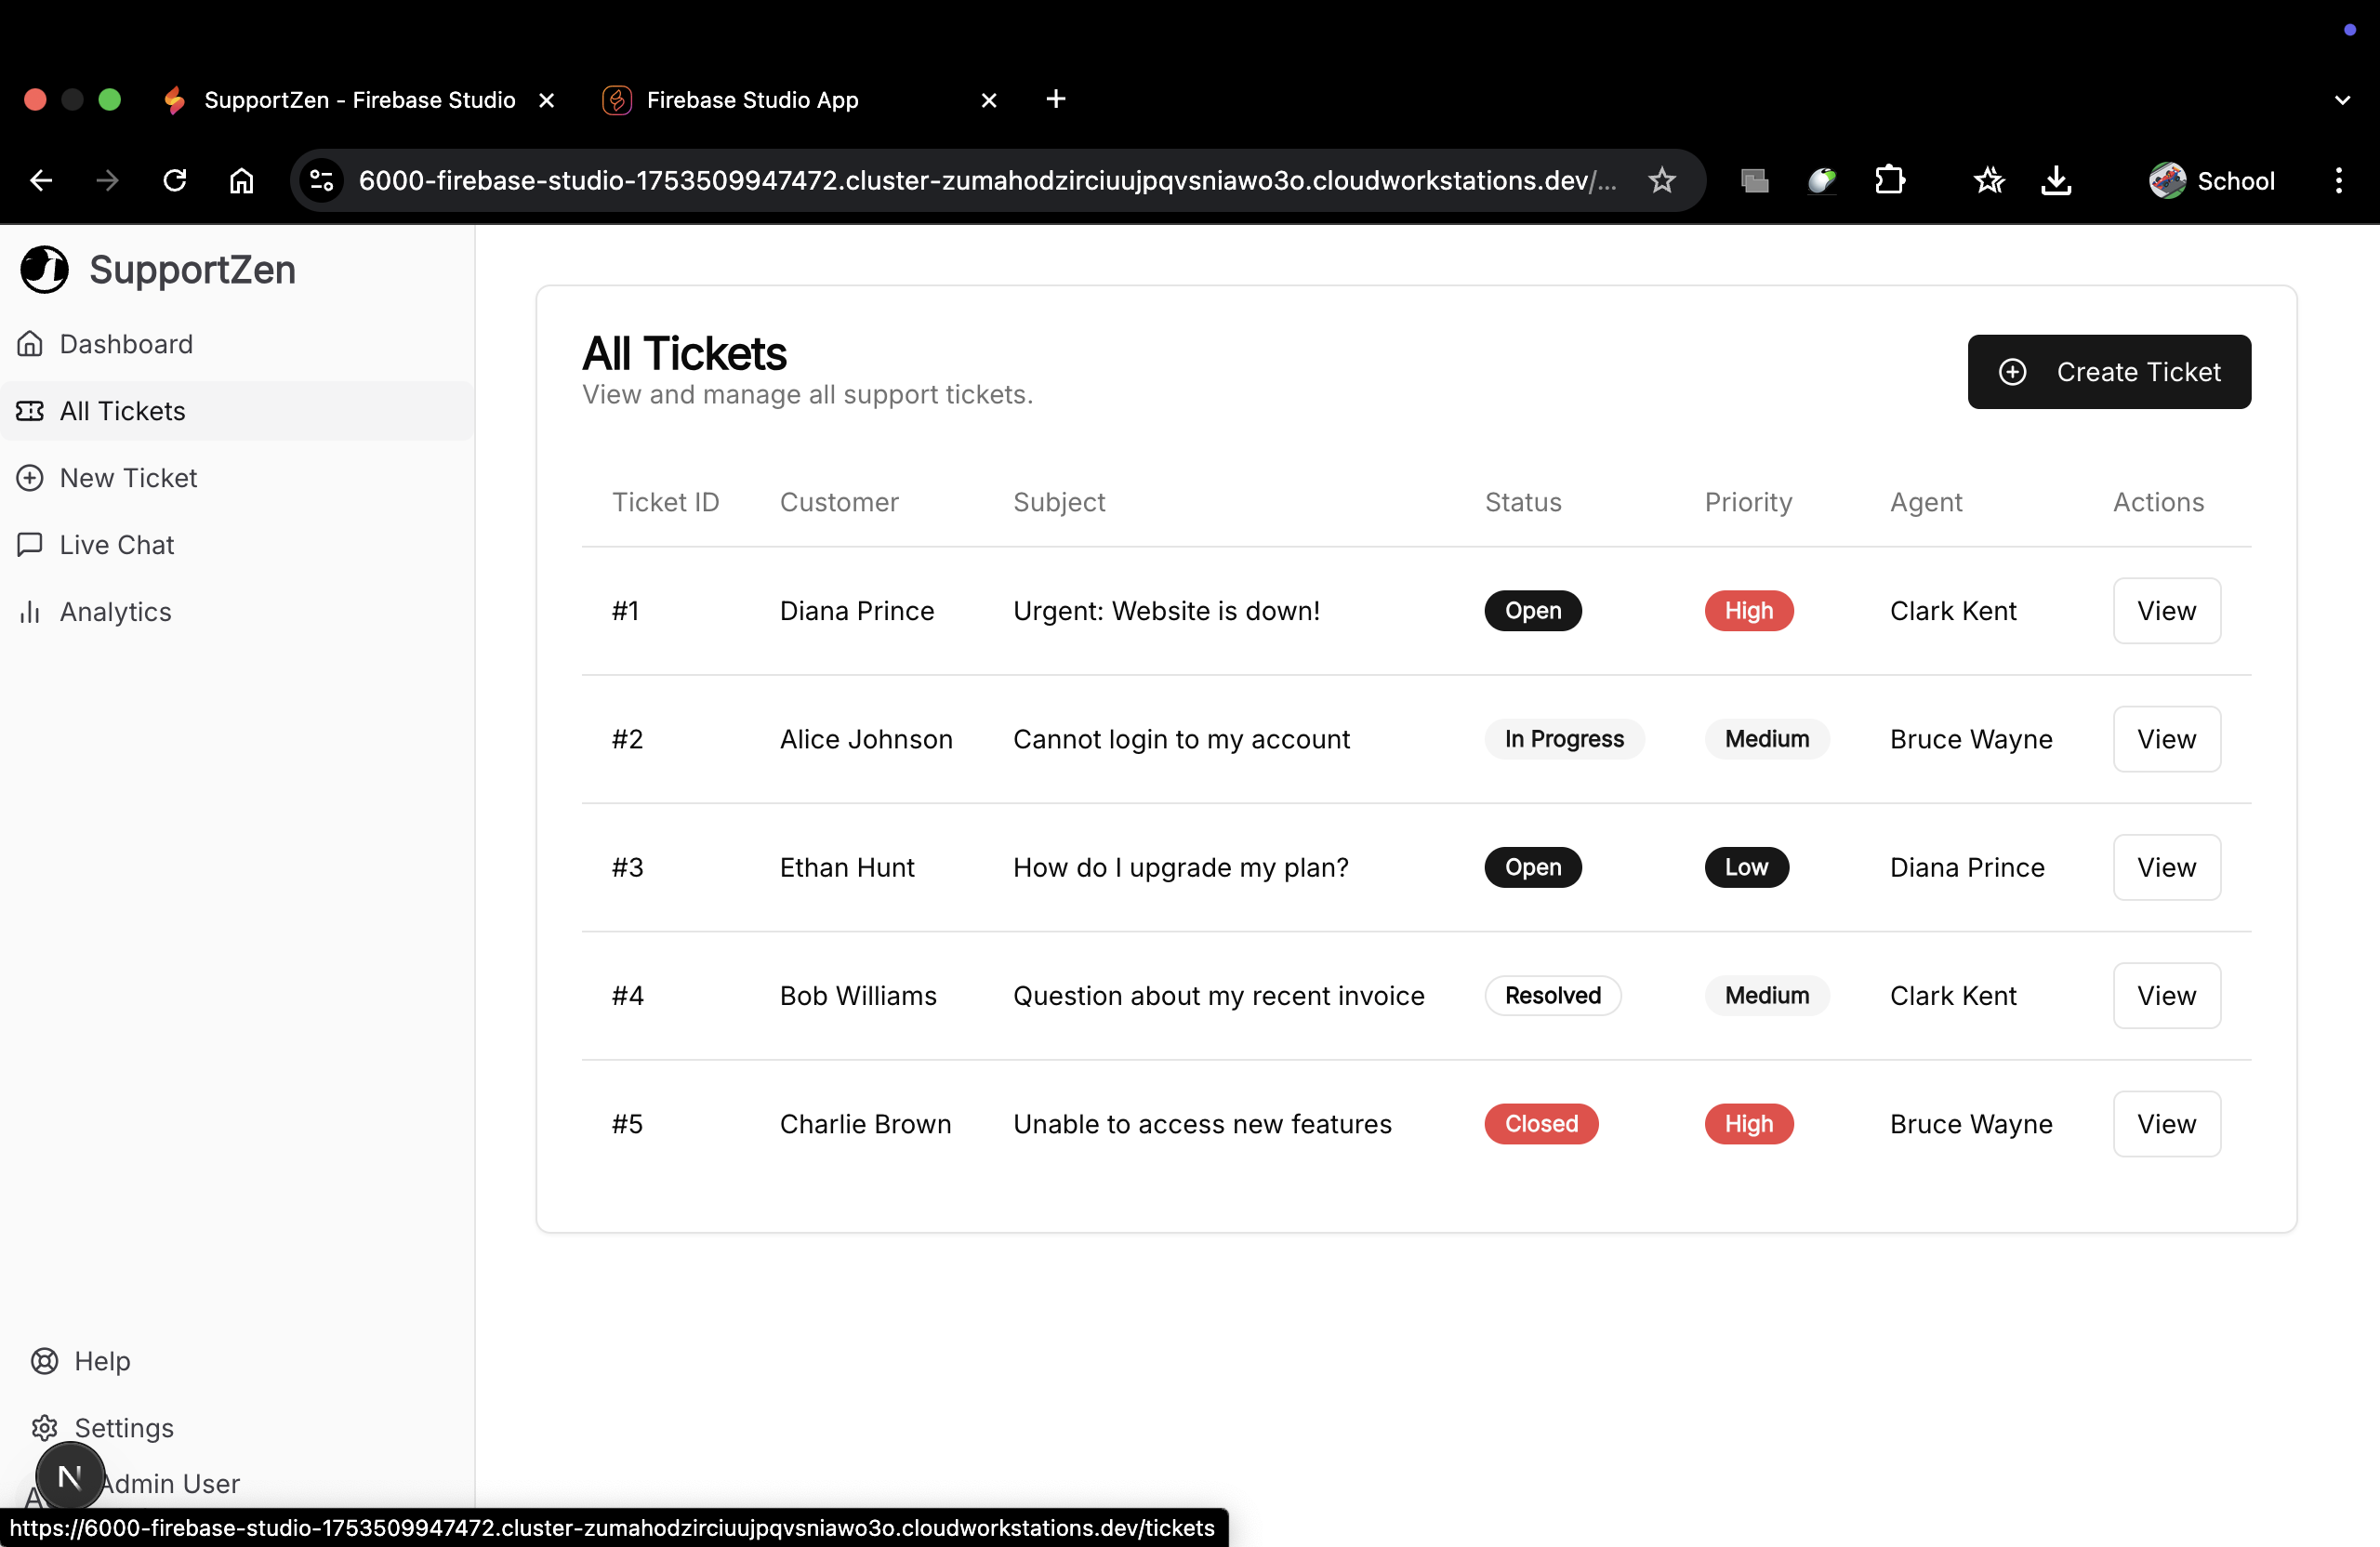 SupportZen - Firebase Studio
Firebase Studio App
6000-firebase-studio-1753509947472.cluster-zumahodzirciuujpqvsniawo3o.cloudworkstations.dev/...
School
SupportZen
Dashboard
All Tickets
New Ticket
Live Chat
Analytics
Help
Settings
N
Admin User
All Tickets
View and manage all support tickets.
Create Ticket
Ticket ID Customer Subject Status Priority Agent Actions
#1 Diana Prince Urgent: Website is down! Open High Clark Kent View
#2 Alice Johnson Cannot login to my account In Progress Medium Bruce Wayne View
#3 Ethan Hunt How do I upgrade my plan? Open Low Diana Prince View
#4 Bob Williams Question about my recent invoice Resolved Medium Clark Kent View
#5 Charlie Brown Unable to access new features Closed High Bruce Wayne View
https://6000-firebase-studio-1753509947472.cluster-zumahodzirciuujpqvsniawo3o.cloudworkstations.dev/tickets